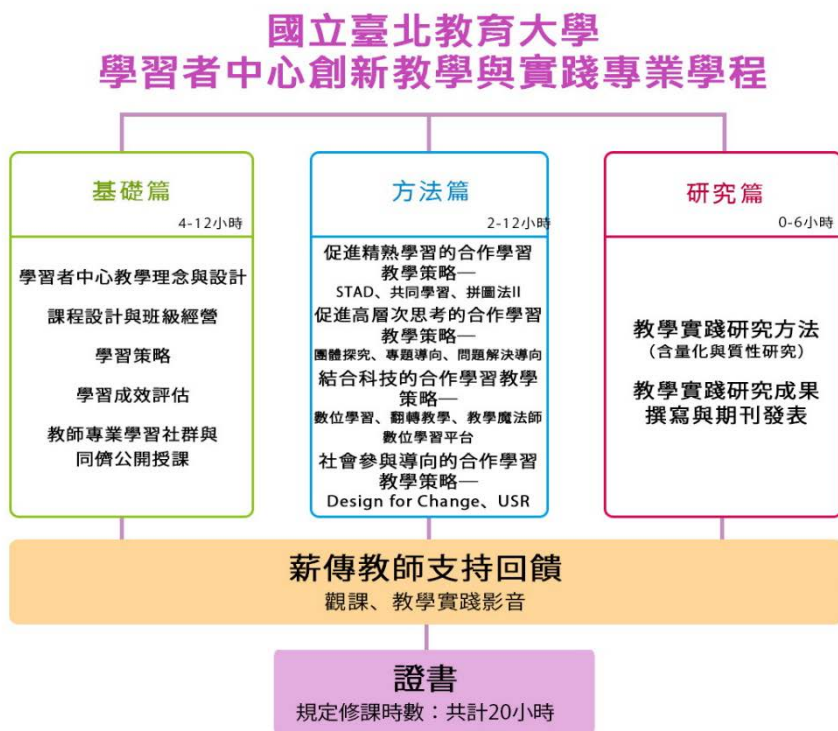 國立臺北教育大學
學習者中心創新教學與實踐專業學程
基礎篇
4-12小時
學習者中心教學理念與設計
課程設計與班級經營
學習策略
學習成效評估
教師專業學習社群與
同儕公開授課
方法篇
2-12小時
促進精熟學習的合作學習
教學策略—
STAD、共同學習、拼圖法II
促進高層次思考的合作學習
教學策略—
團體探究、專題導向、問題解決導向
結合科技的合作學習教學
策略—
數位學習、翻轉教學、教學魔法師
數位學習平台
社會參與導向的合作學習
教學策略—
Design for Change、USR
研究篇
0-6小時
教學實踐研究方法
(含量化與質性研究)
教學實踐研究成果
撰寫與期刊發表
薪傳教師支持回饋
觀課、教學實踐影音
證書
規定修課時數：共計20小時